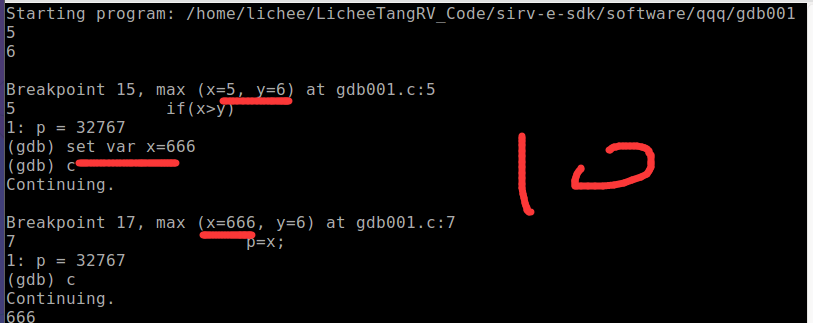 Starting program: /home/lichee/LicheeTangRV_Code/sirv-e-sdk/software/qqq/gdb001
5
6
Breakpoint 15, max (x=5, y=6) at gdb001.c:5
5 if(x>y)
1: p = 32767
(gdb) set var x=666
(gdb) c
Continuing.
Breakpoint 17, max (x=666, y=6) at gdb001.c:7
7 p=x;
1: p = 32767
(gdb) c
Continuing.
666